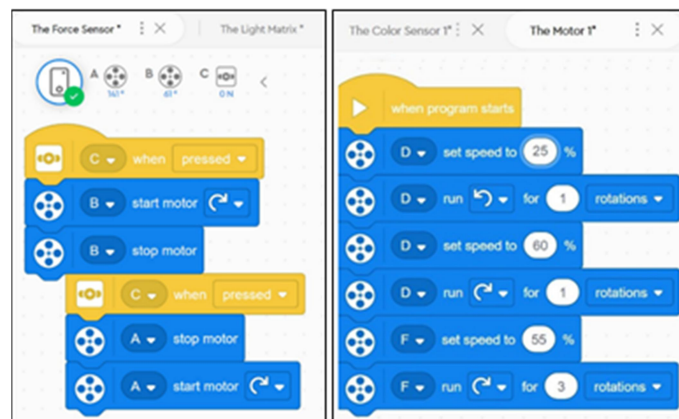 The Force Sensor *
The Light Matrix *
A B C
141° 61° 0 N
C when pressed
B start motor
B stop motor
C when pressed
A stop motor
A start motor
The Color Sensor 1*
The Motor 1*
when program starts
D set speed to 25 %
D run for 1 rotations
D set speed to 60 %
D run for 1 rotations
F set speed to 55 %
F run for 3 rotations